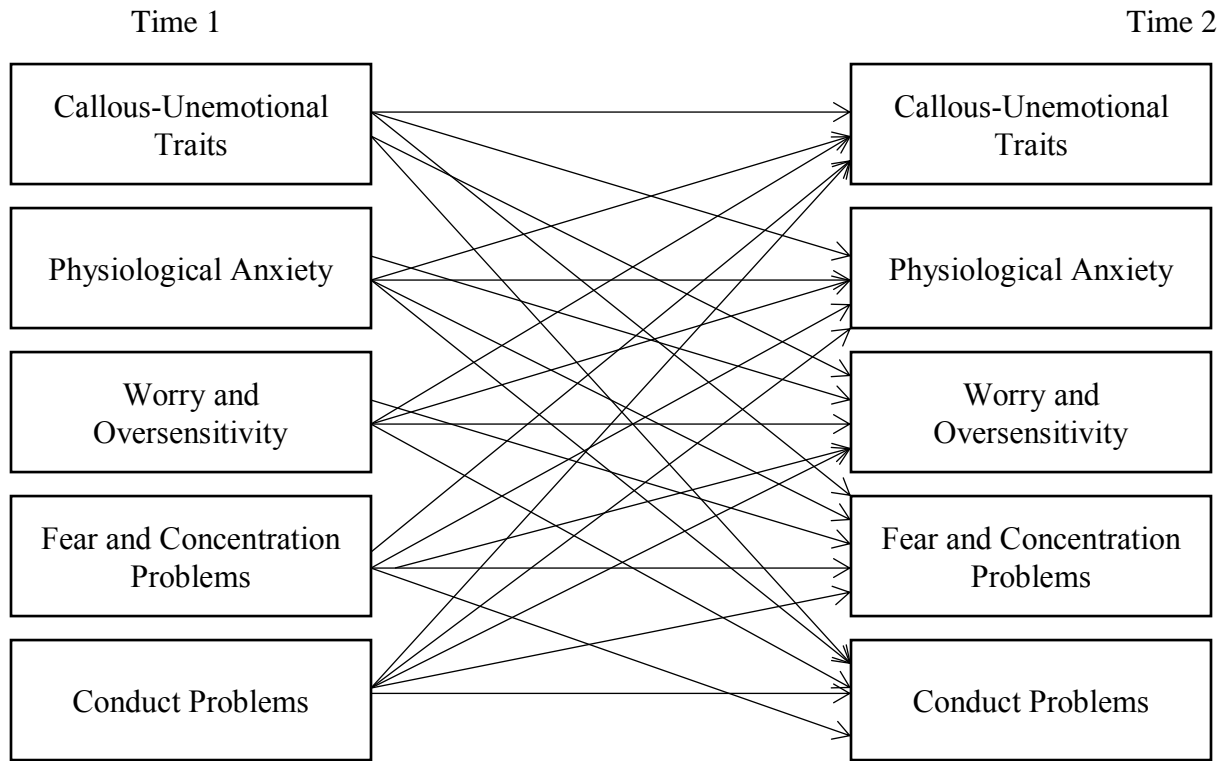 Time 1
Time 2
Callous-Unemotional
Traits
Callous-Unemotional
Traits
Physiological Anxiety
Physiological Anxiety
Worry and
Oversensitivity
Worry and
Oversensitivity
Fear and Concentration
Problems
Fear and Concentration
Problems
Conduct Problems
Conduct Problems